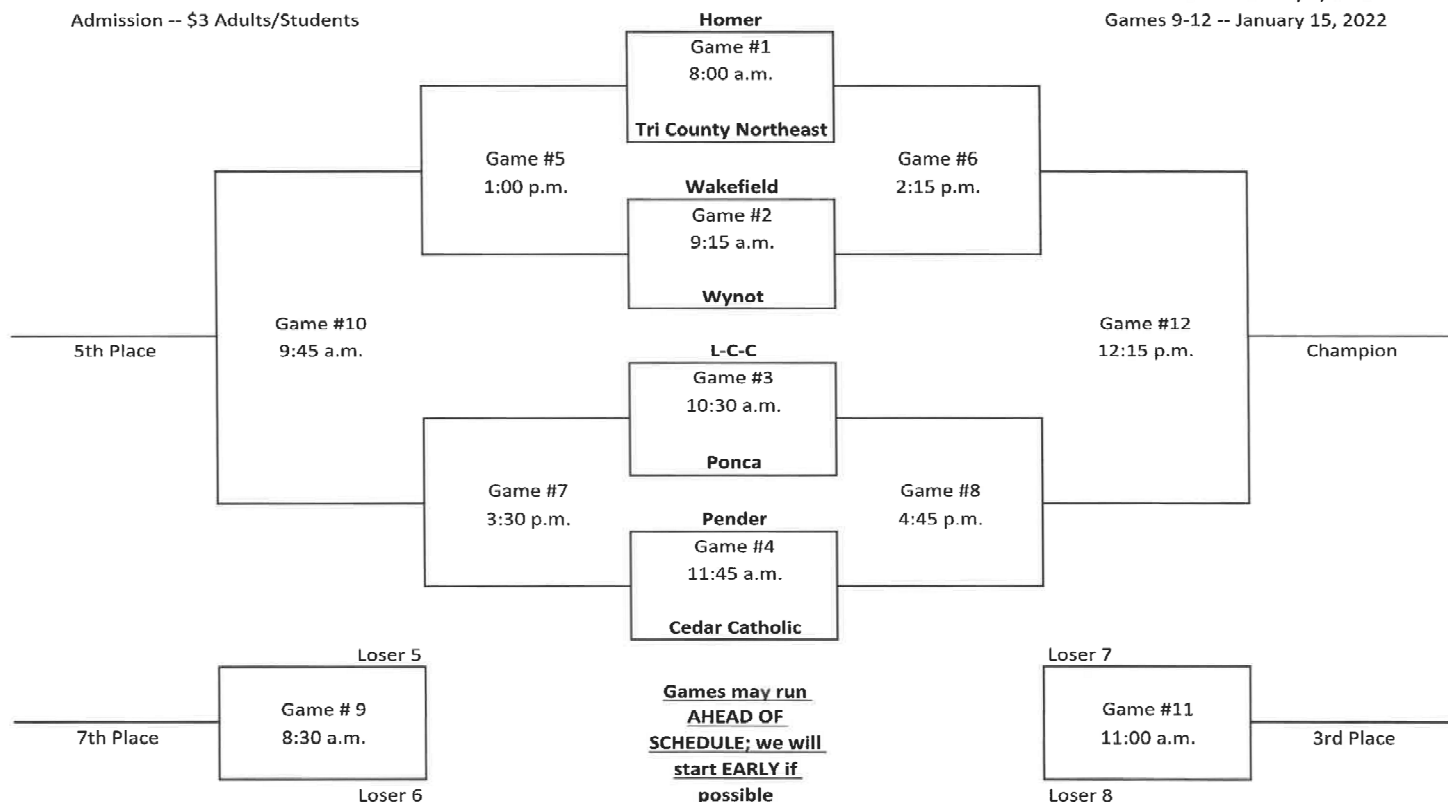 Admission -- $3 Adults/Students
Homer
Games 9-12 -- January 15, 2022
Game #1
8:00 a.m.
Tri County Northeast
Game #5
1:00 p.m.
Game #6
2:15 p.m.
Wakefield
Game #2
9:15 a.m.
Wynot
Game #10
9:45 a.m.
5th Place
Game #12
12:15 p.m.
Champion
L-C-C
Game #3
10:30 a.m.
Ponca
Game #7
3:30 p.m.
Game #8
4:45 p.m.
Pender
Game #4
11:45 a.m.
Cedar Catholic
Loser 5
Game # 9
8:30 a.m.
7th Place
Loser 6
Games may run
AHEAD OF
SCHEDULE; we will
start EARLY if
possible
Loser 7
Game #11
11:00 a.m.
3rd Place
Loser 8